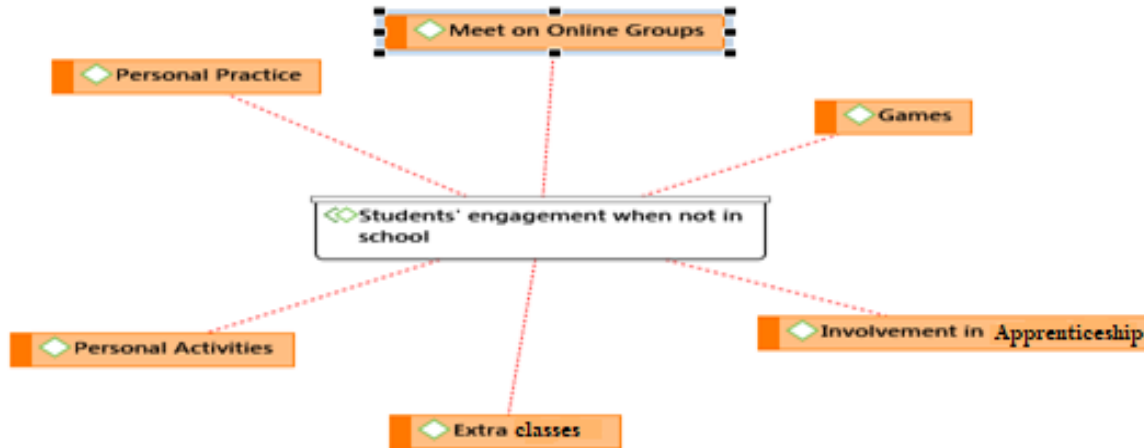 Meet on Online Groups
Personal Practice
Games
Students' engagement when not in
school
Involvement in Apprenticeship
Personal Activities
Extra classes